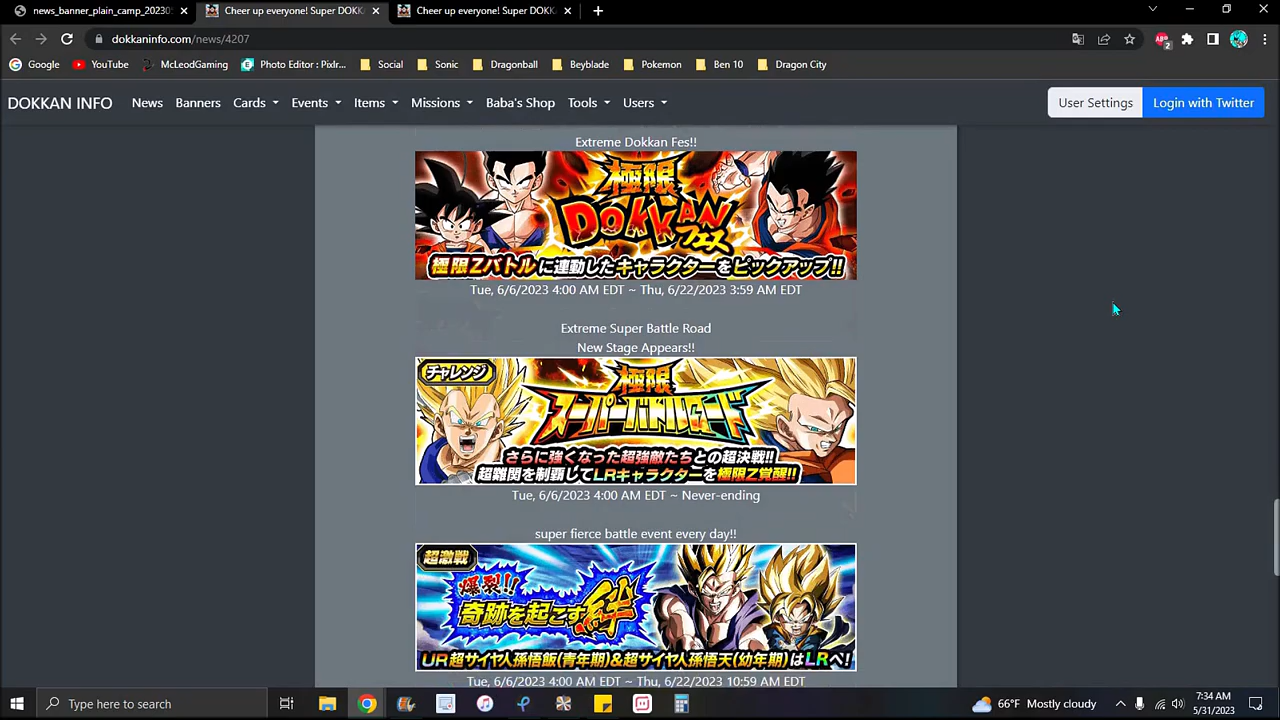 news_banner_plain_camp_20230
Cheer up everyone! Super DOKKA
Cheer up everyone! Super DOKKA
dokkaninfo.com/news/4207
2
Google
YouTube
McLeodGaming
Photo Editor : Pixlr...
Social
Sonic
Dragonball
Beyblade
Pokemon
Ben 10
Dragon City
DOKKAN INFO
News
Banners
Cards
Events
Items
Missions
Baba's Shop
Tools
Users
User Settings
Login with Twitter
Extreme Dokkan Fes!!
極限
DOKKAN
フェス
極限Zバトルに連動したキャラクターをピックアップ!!
Tue, 6/6/2023 4:00 AM EDT ~ Thu, 6/22/2023 3:59 AM EDT
Extreme Super Battle Road
New Stage Appears!!
チャレンジ
極限
スーパーバトルロード
さらに強くなった超強敵たちとの超決戦!!
超難関を制覇してLRキャラクターを極限Z覚醒!!
Tue, 6/6/2023 4:00 AM EDT ~ Never-ending
super fierce battle event every day!!
超激戦
爆裂!!
奇跡を起こす絆
UR超サイヤ人孫悟飯(青年期)&超サイヤ人孫悟天(幼年期)はLRへ!
Tue, 6/6/2023 4:00 AM EDT ~ Thu, 6/22/2023 10:59 AM EDT
Type here to search
66°F Mostly cloudy
7:34 AM
5/31/2023